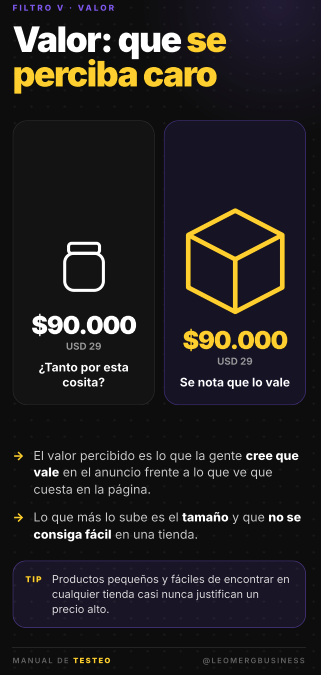 FILTRO V · VALOR
Valor: que se
perciba caro
$90.000
USD 29
¿Tanto por esta
cosita?
$90.000
USD 29
Se nota que lo vale
→ El valor percibido es lo que la gente cree que
vale en el anuncio frente a lo que ve que
cuesta en la página.
→ Lo que más lo sube es el tamaño y que no se
consiga fácil en una tienda.
TIP Productos pequeños y fáciles de encontrar en
cualquier tienda casi nunca justifican un
precio alto.
MANUAL DE TESTEO @LEOMERGBUSINESS